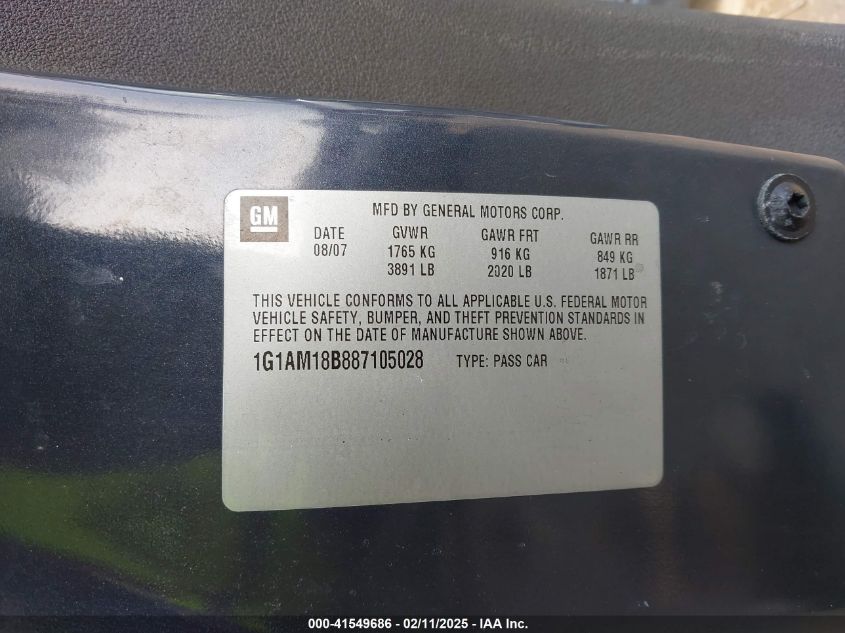 GM
MFD BY GENERAL MOTORS CORP.
DATE GVWR GAWR FRT GAWR RR
08/07 1765 KG 916 KG 849 KG
3891 LB 2020 LB 1871 LB
THIS VEHICLE CONFORMS TO ALL APPLICABLE U.S. FEDERAL MOTOR
VEHICLE SAFETY, BUMPER, AND THEFT PREVENTION STANDARDS IN
EFFECT ON THE DATE OF MANUFACTURE SHOWN ABOVE.
1G1AM18B887105028 TYPE: PASS CAR
000-41549686 - 02/11/2025 - IAA Inc.